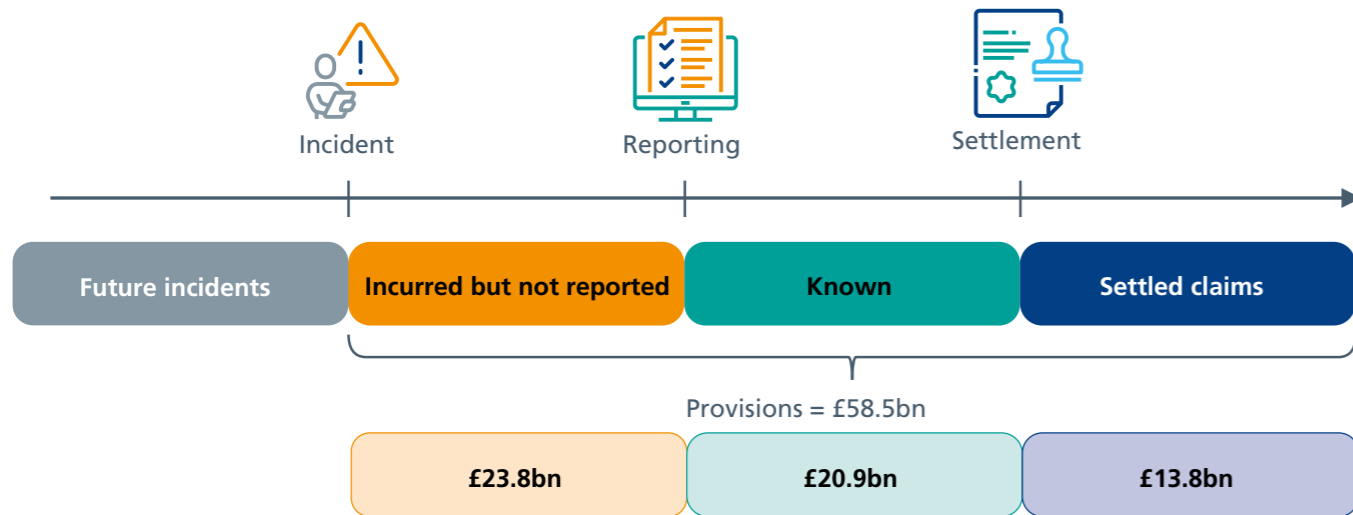 Incident
Reporting
Settlement
Future incidents
Incurred but not reported
Known
Settled claims
Provisions = £58.5bn
£23.8bn
£20.9bn
£13.8bn